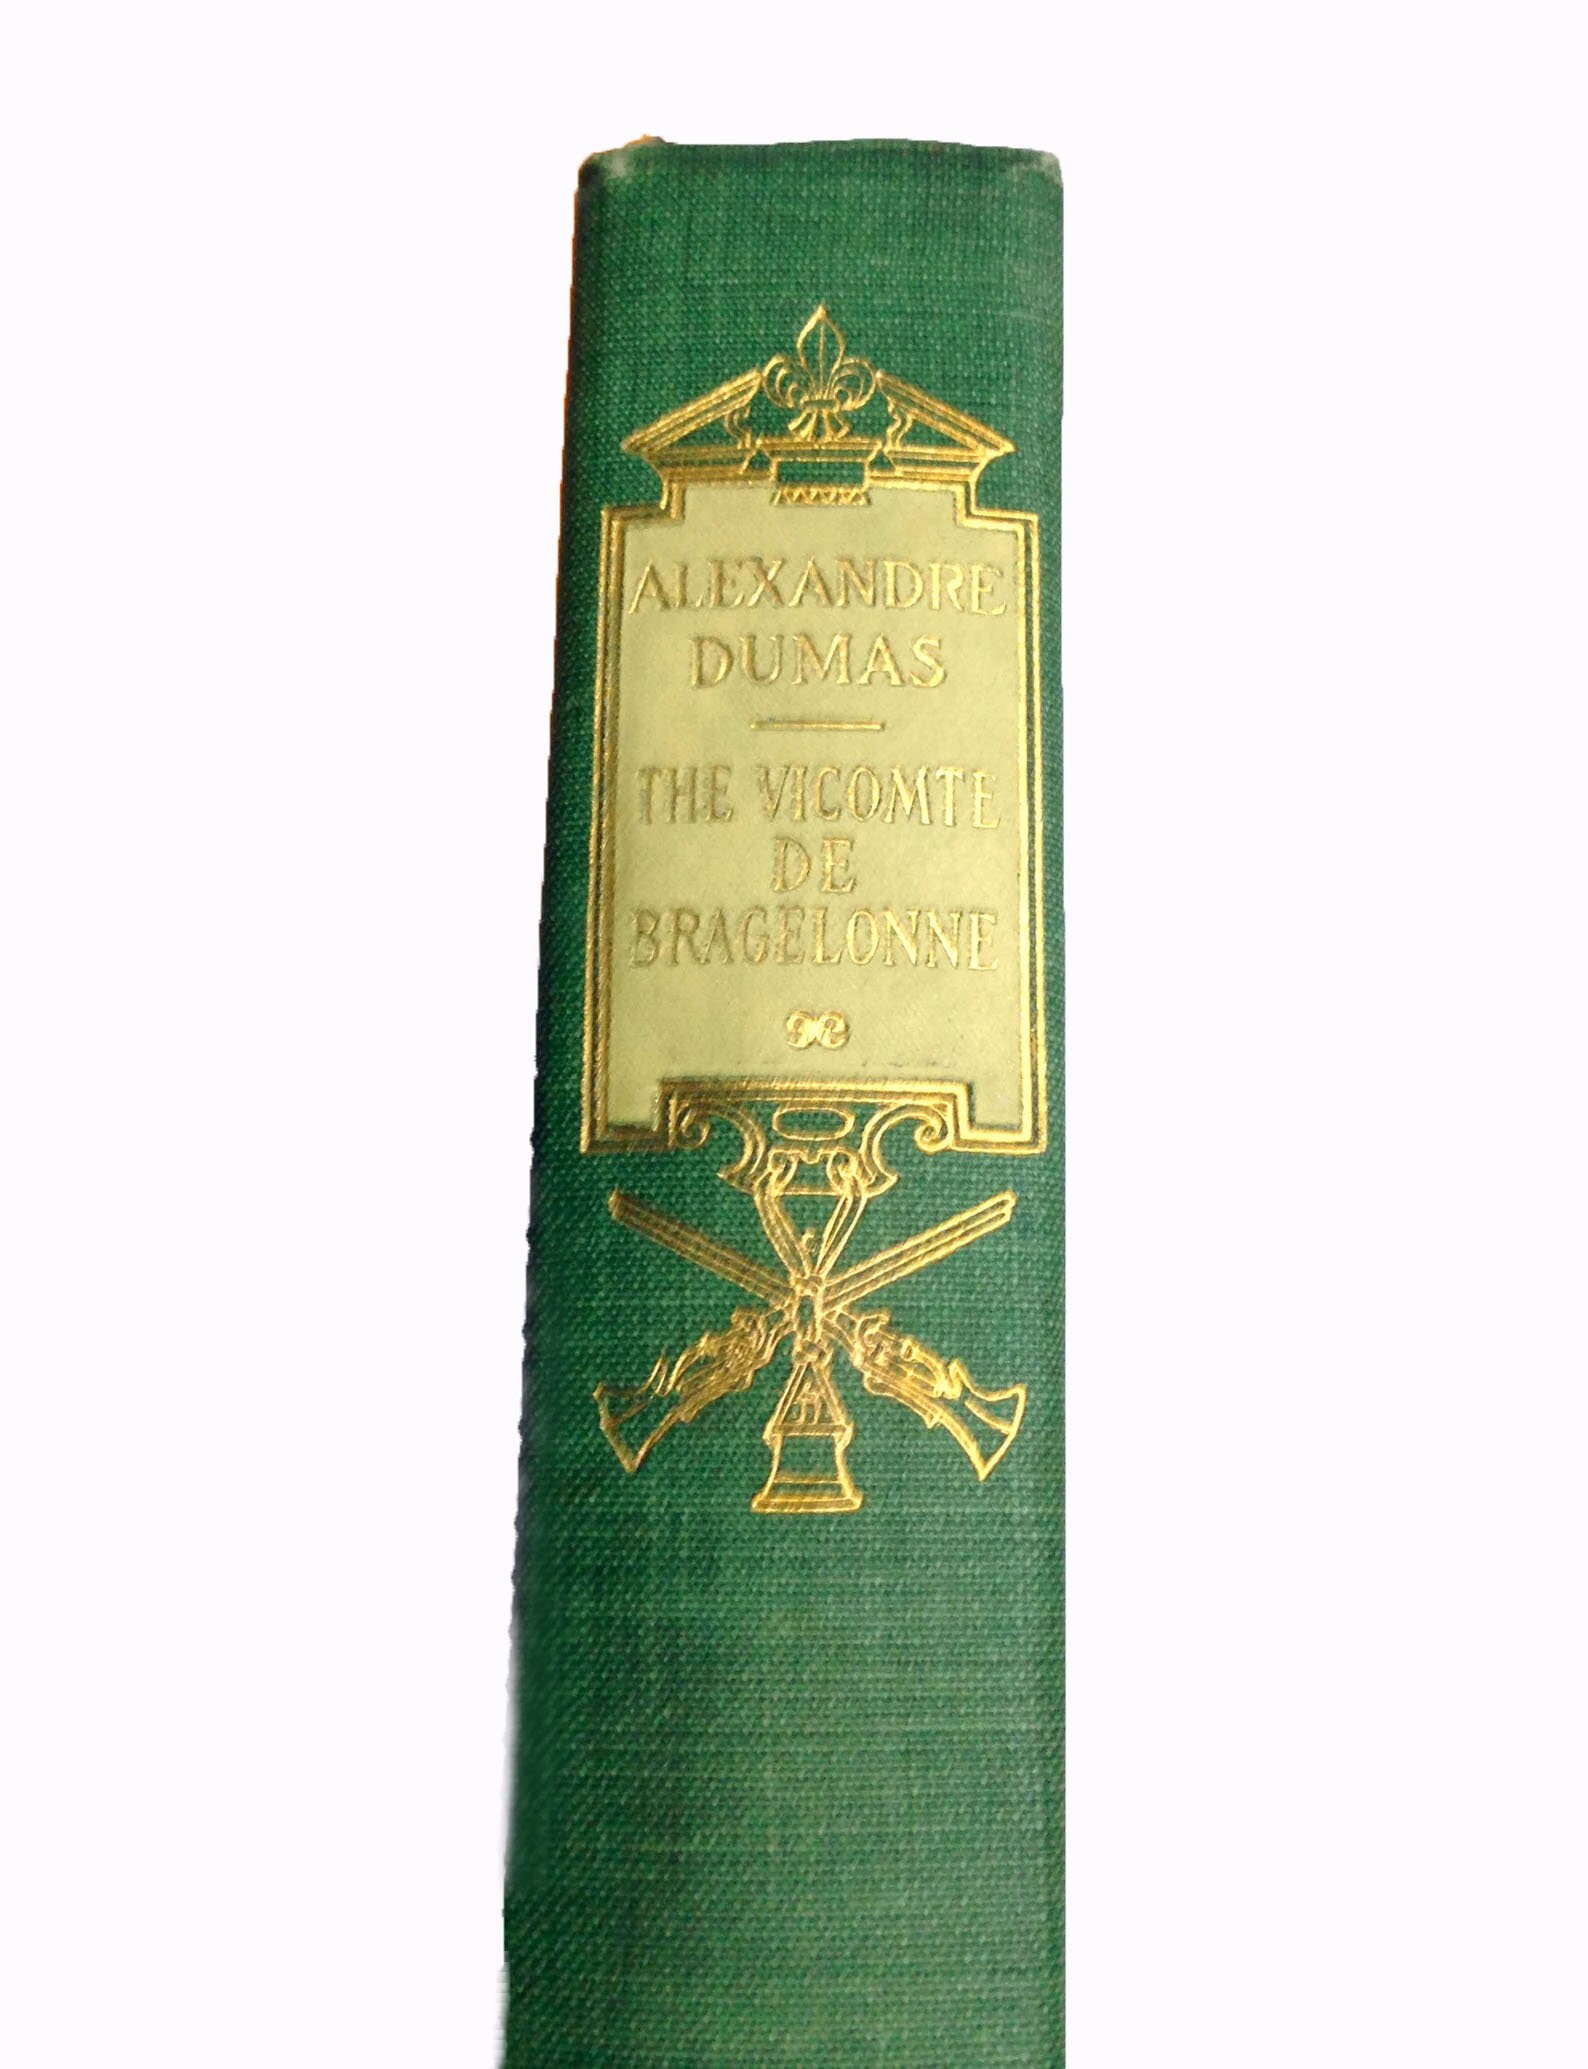 ALEXANDRE
DUMAS
THE VICOMTE
DE
BRAGELONNE